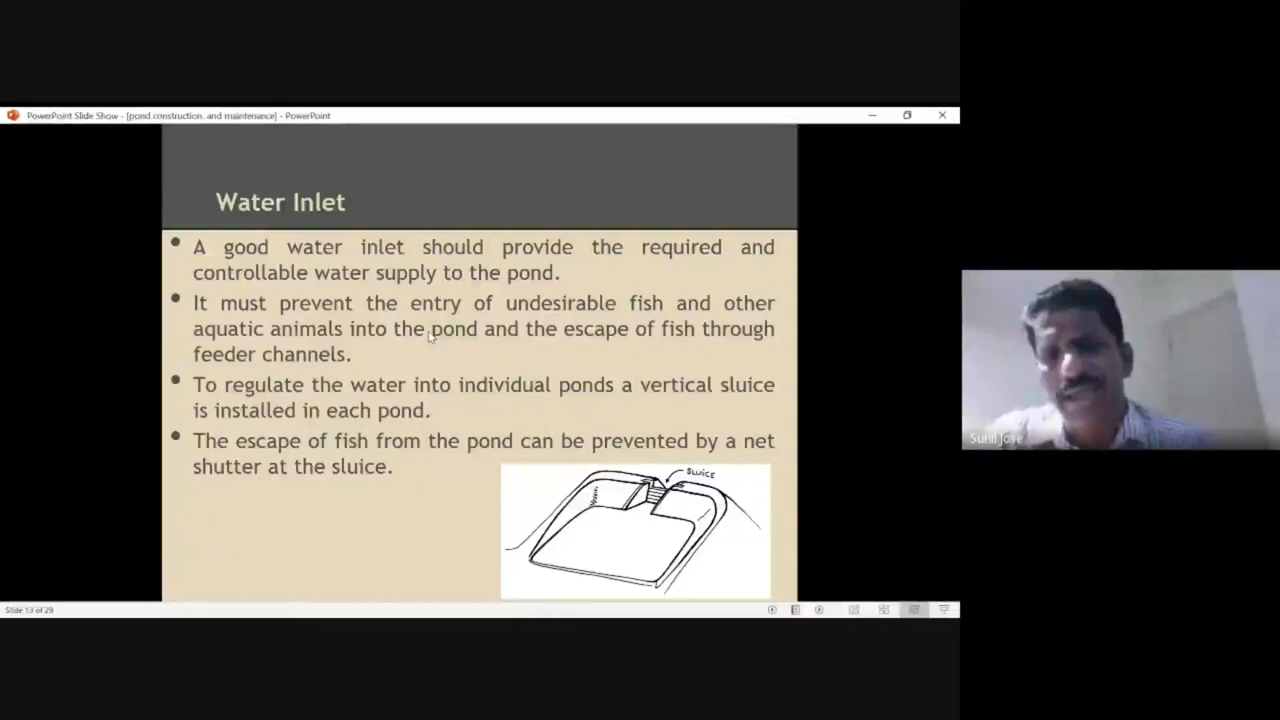 PowerPoint Slide Show - [pond construction. and maintenance] - PowerPoint
Water Inlet
• A good water inlet should provide the required and
controllable water supply to the pond.
• It must prevent the entry of undesirable fish and other
aquatic animals into the pond and the escape of fish through
feeder channels.
• To regulate the water into individual ponds a vertical sluice
is installed in each pond.
• The escape of fish from the pond can be prevented by a net
shutter at the sluice.
SLUICE
Sunil Jose
Slide 13 of 29